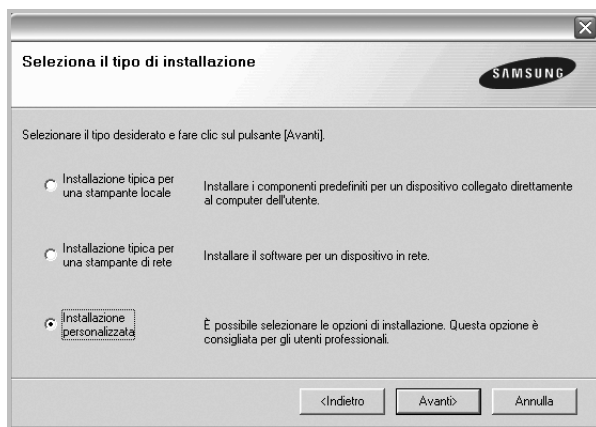 Seleziona il tipo di installazione
SAMSUNG
Selezionare il tipo desiderato e fare clic sul pulsante [Avanti].
Installazione tipica per
una stampante locale
Installare i componenti predefiniti per un dispositivo collegato direttamente
al computer dell'utente.
Installazione tipica per
una stampante di rete
Installare il software per un dispositivo in rete.
Installazione
personalizzata
È possibile selezionare le opzioni di installazione. Questa opzione è
consigliata per gli utenti professionali.
<Indietro
Avanti>
Annulla